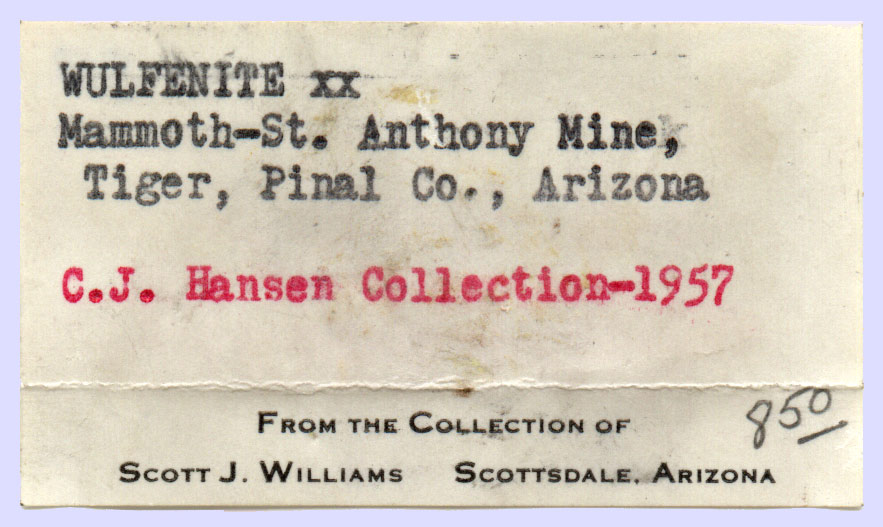 WULFENITE xx
Mammoth-St. Anthony Mine,
Tiger, Pinal Co., Arizona
C.J. Hansen Collection-1957
FROM THE COLLECTION OF
850
SCOTT J. WILLIAMS SCOTTSDALE, ARIZONA